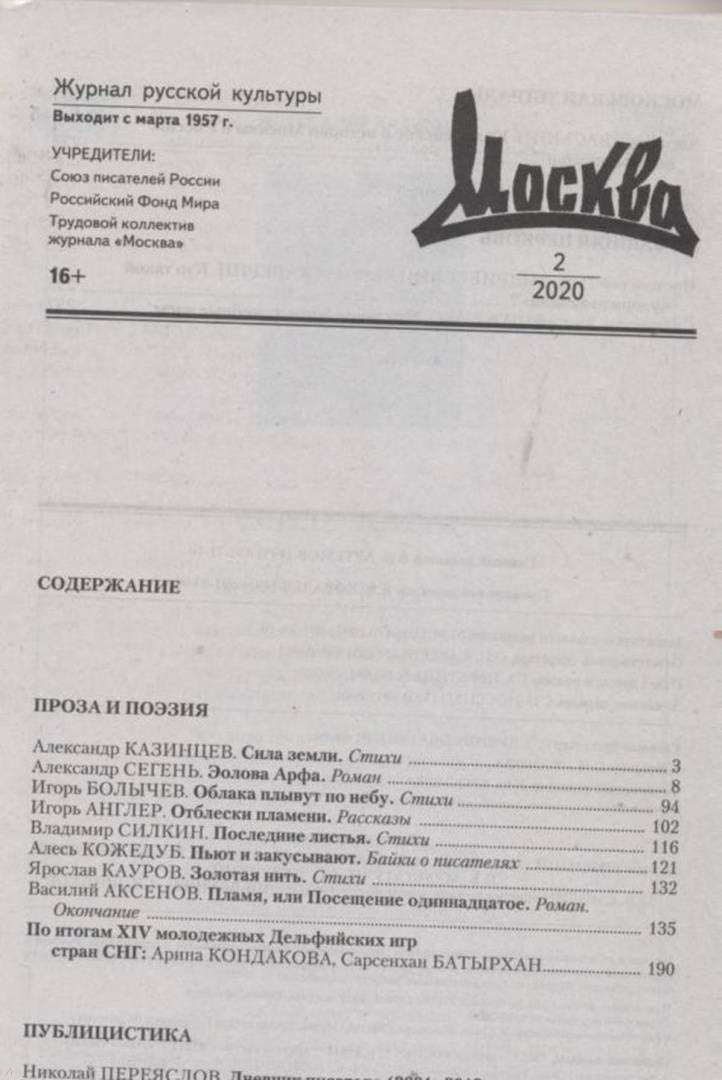 Журнал русской культуры
Выходит с марта 1957 г.
УЧРЕДИТЕЛИ:
Союз писателей России
Российский Фонд Мира
Трудовой коллектив
журнала «Москва»
16+
Москва
2
2020
СОДЕРЖАНИЕ
ПРОЗА И ПОЭЗИЯ
Александр КАЗИНЦЕВ. Сила земли. Стихи ........ 3
Александр СЕГЕНЬ. Эолова Арфа. Роман ........ 8
Игорь БОЛЫЧЕВ. Облака плывут по небу. Стихи ........ 94
Игорь АНГЛЕР. Отблески пламени. Рассказы ........ 102
Владимир СИЛКИН. Последние листья. Стихи ........ 116
Алесь КОЖЕДУБ. Пьют и закусывают. Байки о писателях ........ 121
Ярослав КАУРОВ. Золотая нить. Стихи ........ 132
Василий АКСЕНОВ. Пламя, или Посещение одиннадцатое. Роман.
Окончание ........ 135
По итогам XIV молодежных Дельфийских игр
стран СНГ: Арина КОНДАКОВА, Сарсенхан БАТЫРХАН........ 190
ПУБЛИЦИСТИКА
Николай ПЕРЕЯСЛОВ. Дневник писателя